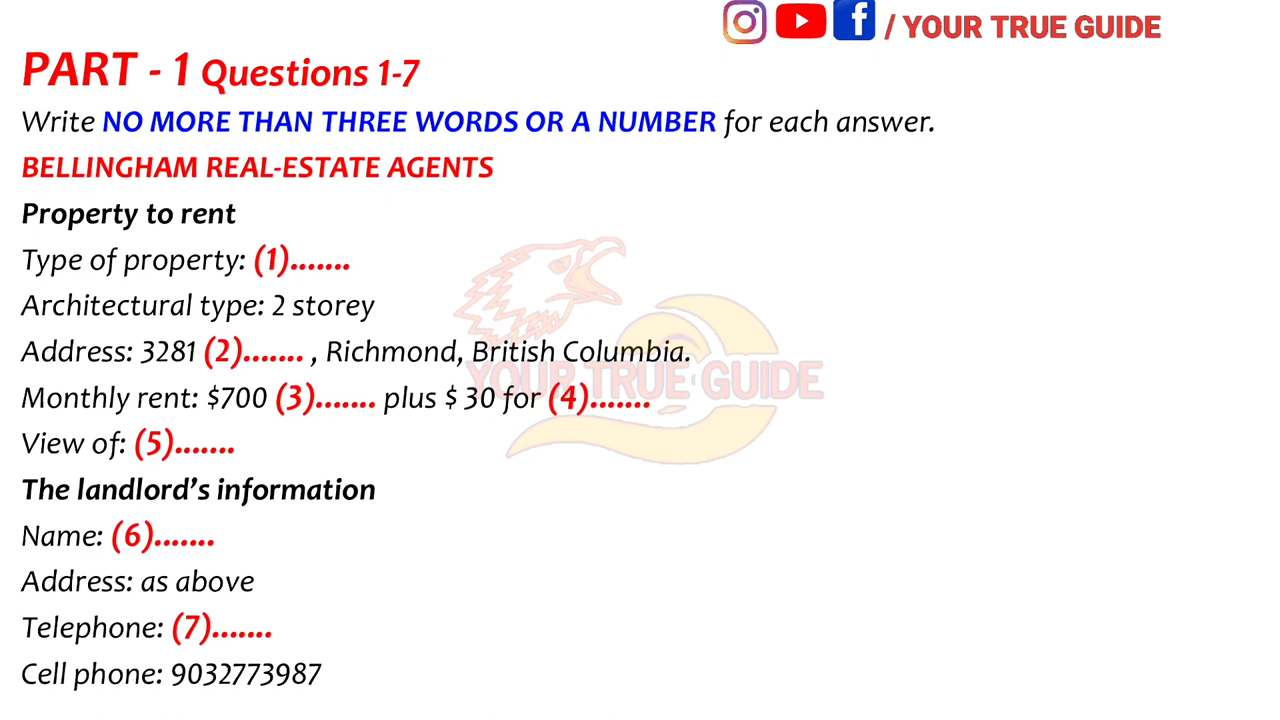 / YOUR TRUE GUIDE
PART - 1 Questions 1-7
Write NO MORE THAN THREE WORDS OR A NUMBER for each answer.
BELLINGHAM REAL-ESTATE AGENTS
Property to rent
Type of property: (1).......
Architectural type: 2 storey
Address: 3281 (2)....... , Richmond, British Columbia.
YOUR TRUE GUIDE
Monthly rent: $700 (3)....... plus $ 30 for (4).......
View of: (5).......
The landlord's information
Name: (6).......
Address: as above
Telephone: (7).......
Cell phone: 9032773987